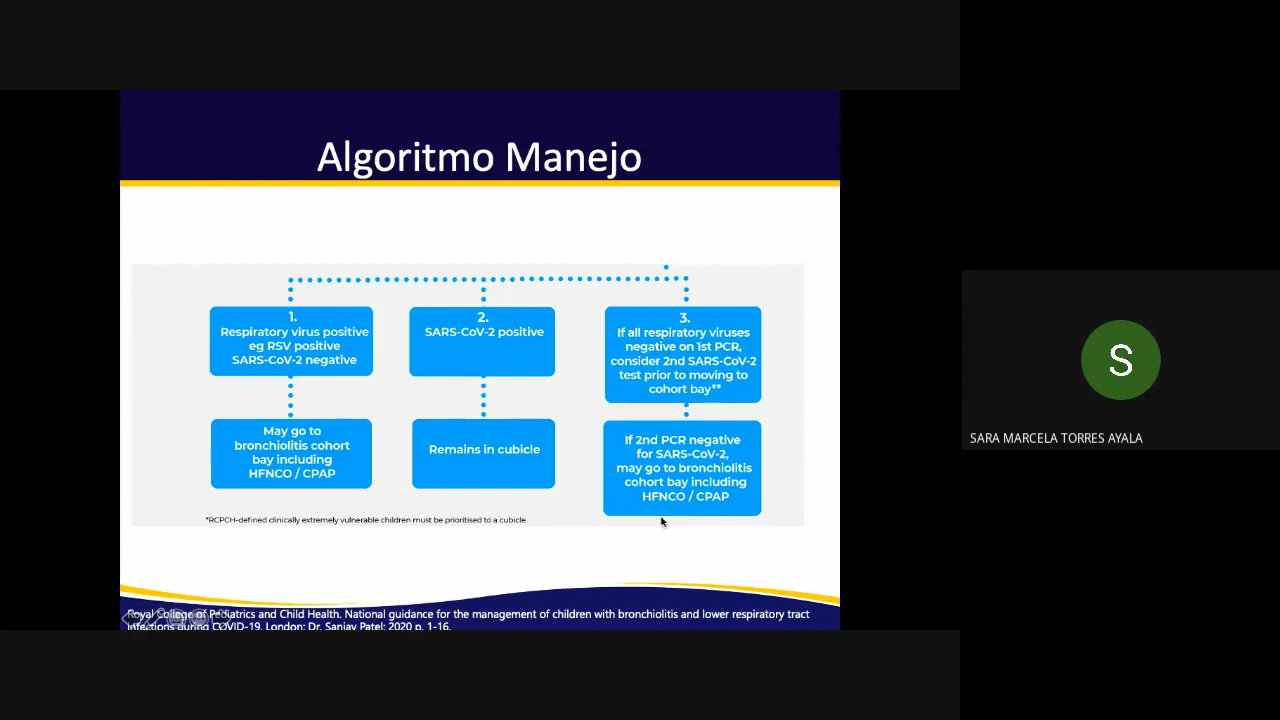 Algoritmo Manejo
1.
Respiratory virus positive
eg RSV positive
SARS-CoV-2 negative
2.
SARS-CoV-2 positive
3.
If all respiratory viruses
negative on 1st PCR,
consider 2nd SARS-CoV-2
test prior to moving to
cohort bay**
May go to
bronchiolitis cohort
bay including
HFNCO / CPAP
Remains in cubicle
If 2nd PCR negative
for SARS-CoV-2,
may go to bronchiolitis
cohort bay including
HFNCO / CPAP
*RCPCH-defined clinically extremely vulnerable children must be prioritised to a cubicle
Royal College of Pediatrics and Child Health. National guidance for the management of children with bronchiolitis and lower respiratory tract
infections during COVID-19. London: Dr. Sanjay Patel; 2020 p. 1-16.
S
SARA MARCELA TORRES AYALA